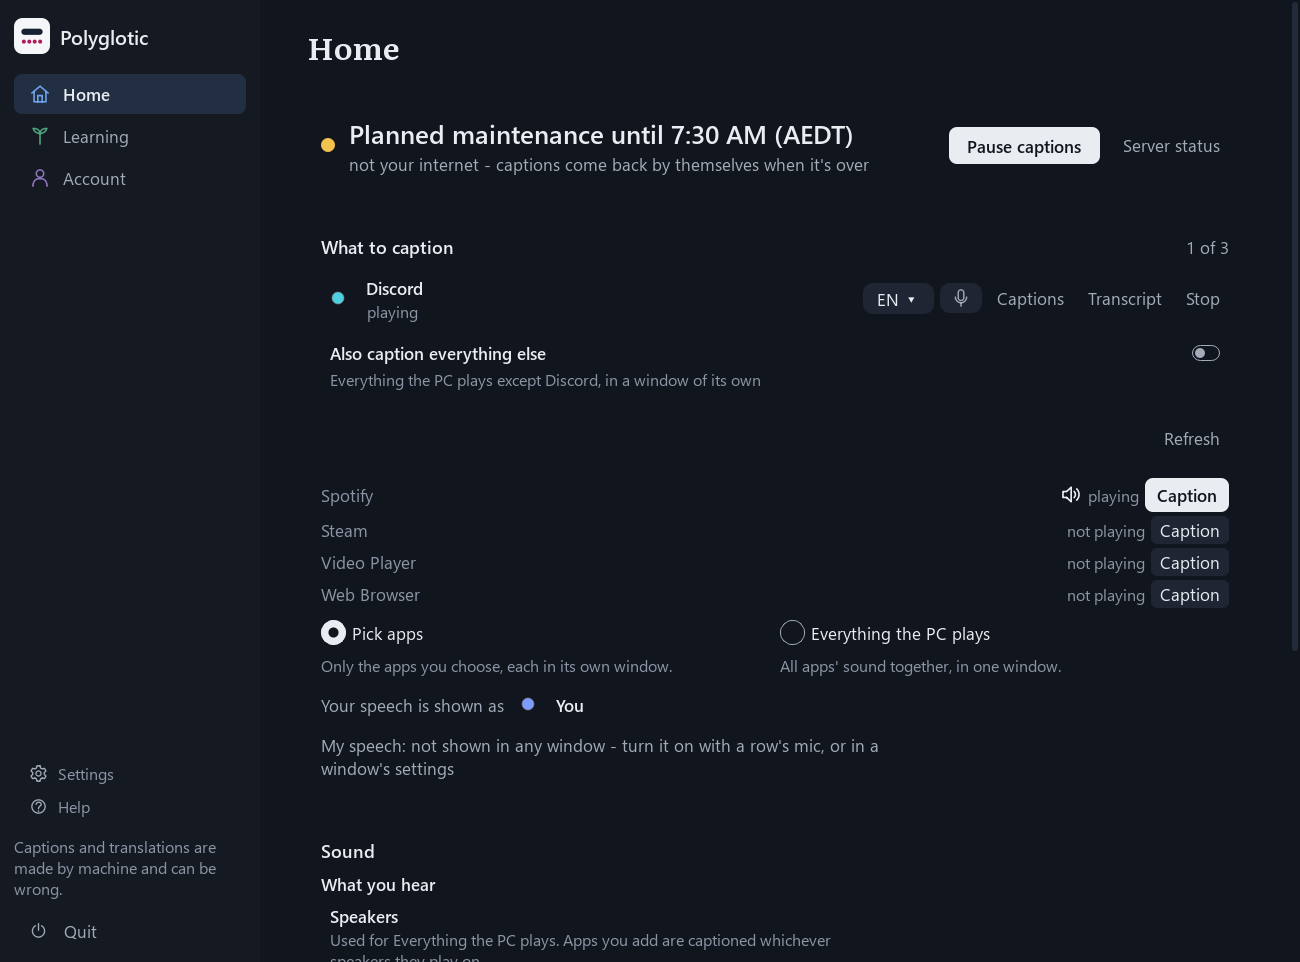 Polyglotic
Home
Learning
Account
Settings
Help
Captions and translations are
made by machine and can be
wrong.
Quit
Home
Planned maintenance until 7:30 AM (AEDT)
not your internet - captions come back by themselves when it's over
Pause captions
Server status
What to caption
1 of 3
Discord
playing
EN
Captions
Transcript
Stop
Also caption everything else
Everything the PC plays except Discord, in a window of its own
Refresh
Spotify
playing
Caption
Steam
not playing
Caption
Video Player
not playing
Caption
Web Browser
not playing
Caption
Pick apps
Only the apps you choose, each in its own window.
Everything the PC plays
All apps' sound together, in one window.
Your speech is shown as
You
My speech: not shown in any window - turn it on with a row's mic, or in a
window's settings
Sound
What you hear
Speakers
Used for Everything the PC plays. Apps you add are captioned whichever
speakers they play on.